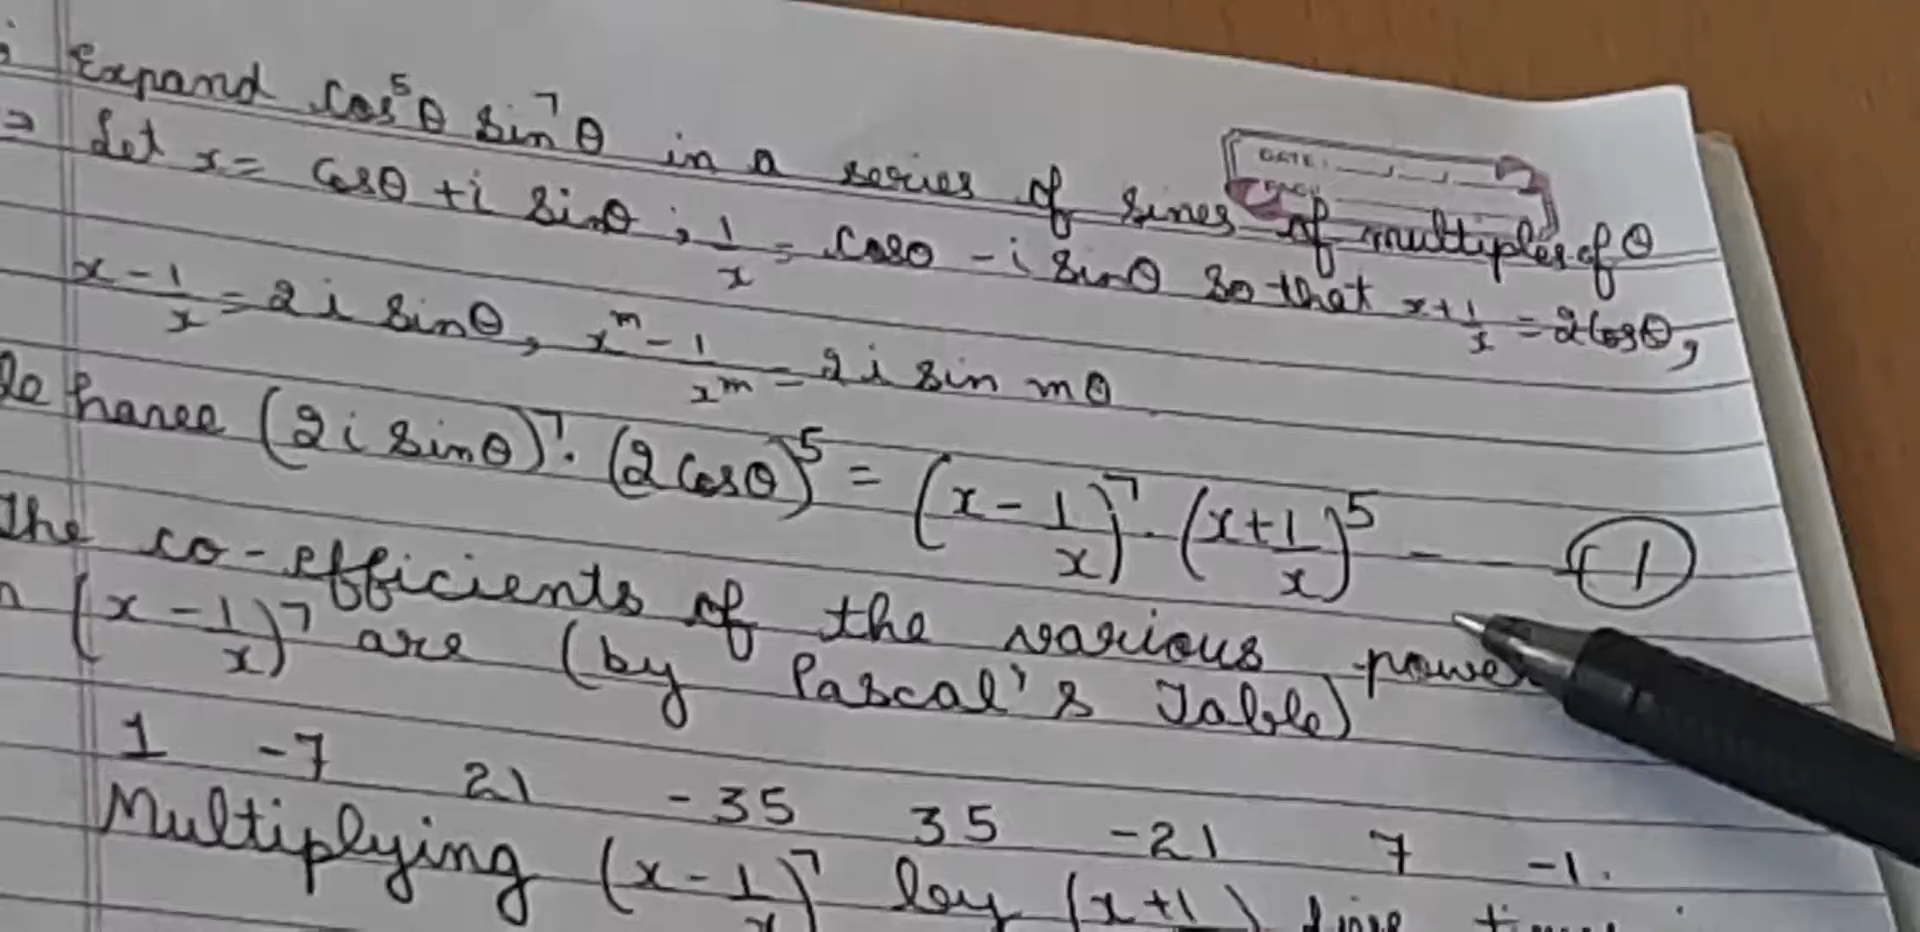 Expand cos⁵θ sin⁷θ in a series of sines of multiples of θ
DATE:
⇒ Let x = cosθ + i sinθ, 1/x = cosθ - i sinθ so that x+1/x = 2cosθ,
x - 1/x = 2i sinθ, x^m - 1/x^m = 2i sin mθ
(2i sinθ)⁷ . (2cosθ)⁵ = (x - 1/x)⁷ . (x+1/x)⁵ - - (1)
The co-efficients of the various power
(x - 1/x)⁷ are (by Pascal's Table)
1 -7 21 -35 35 -21 7 -1.
Multiplying (x - 1/x)⁷ by (x+1